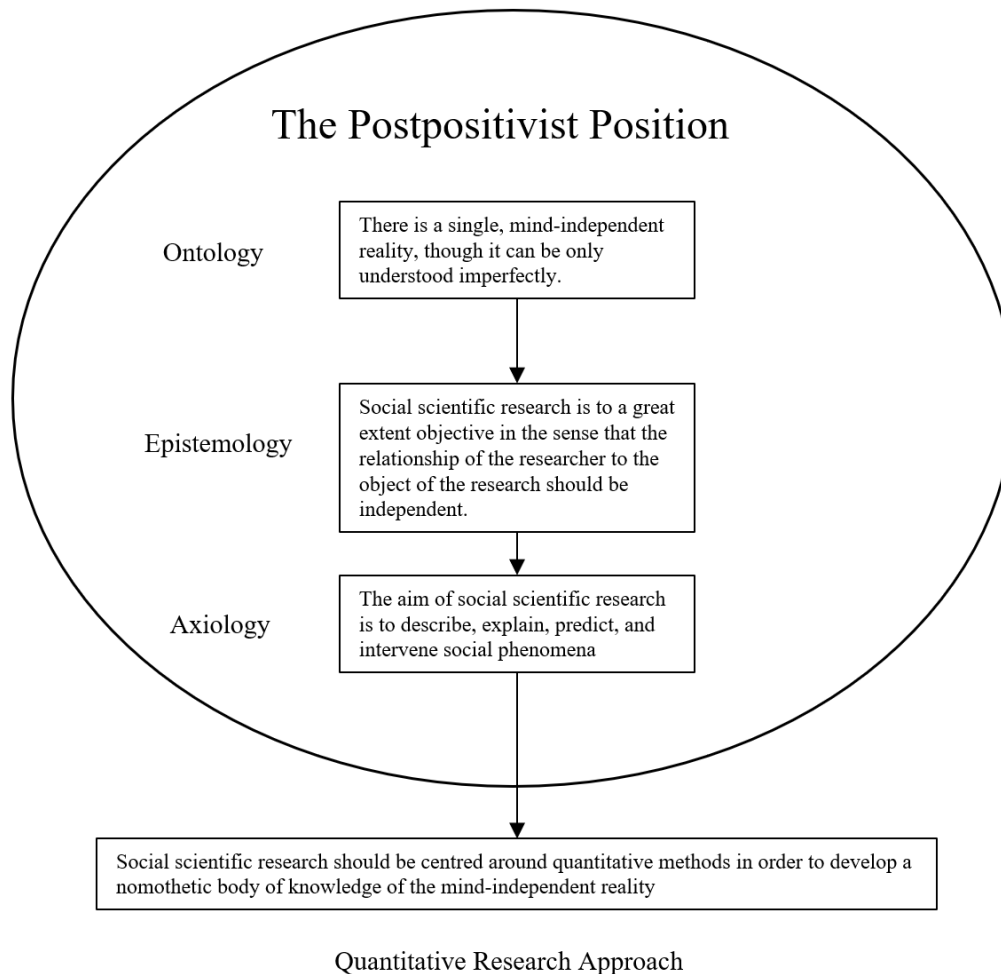 The Postpositivist Position
Ontology
There is a single, mind-independent
reality, though it can be only
understood imperfectly.
Epistemology
Social scientific research is to a great
extent objective in the sense that the
relationship of the researcher to the
object of the research should be
independent.
Axiology
The aim of social scientific research
is to describe, explain, predict, and
intervene social phenomena
Social scientific research should be centred around quantitative methods in order to develop a
nomothetic body of knowledge of the mind-independent reality
Quantitative Research Approach